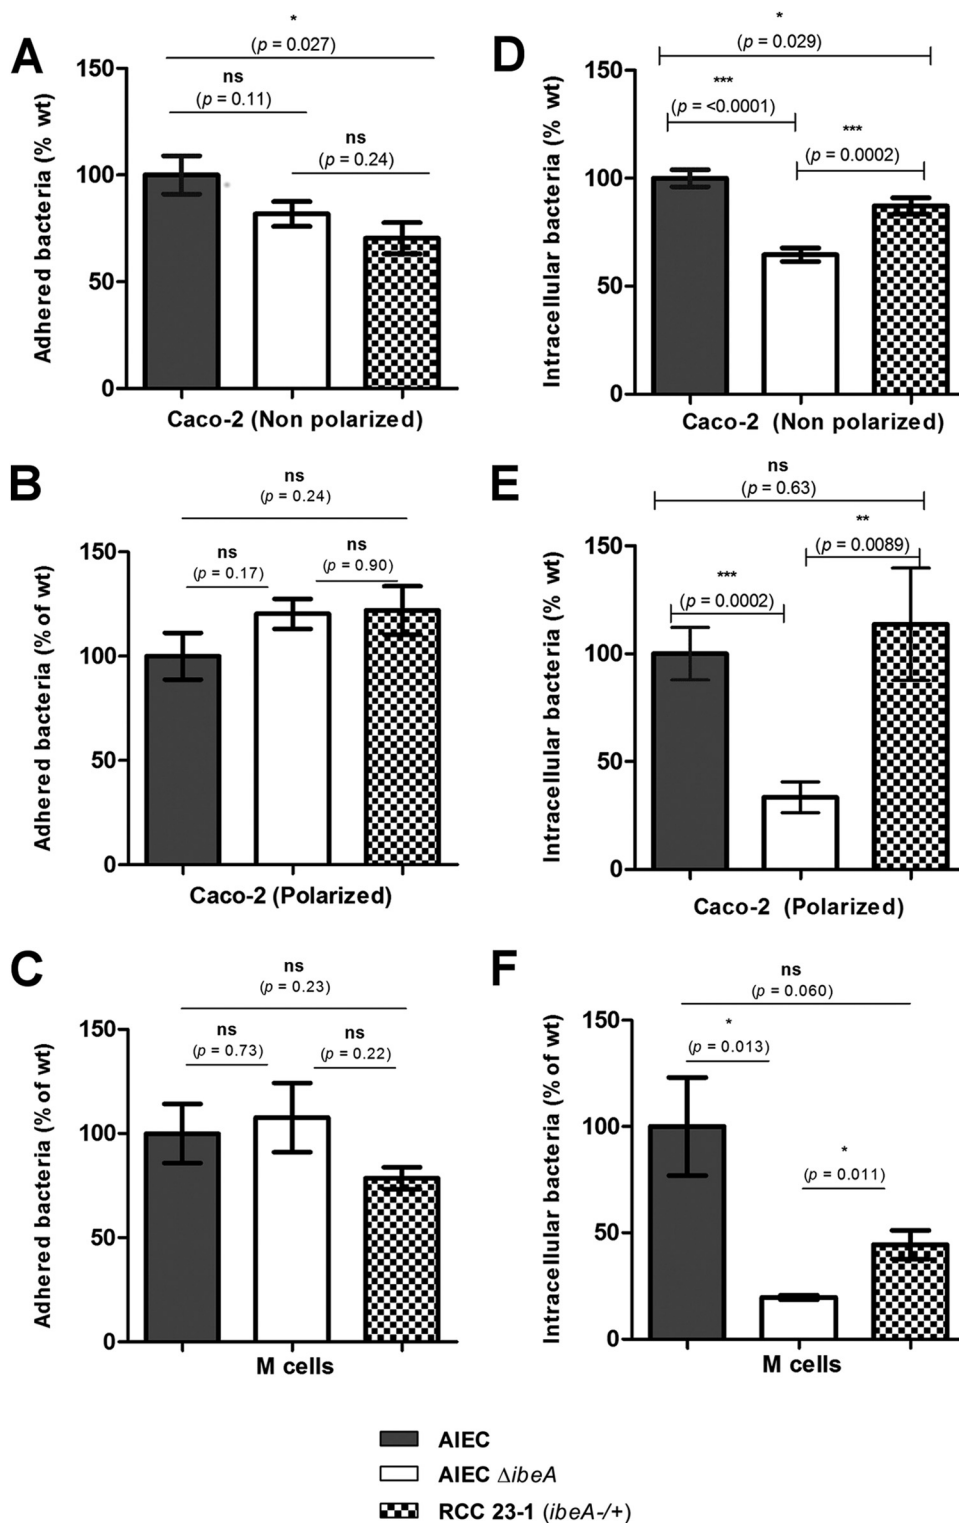 A
*
(p = 0.027)
ns
(p = 0.11)
ns
(p = 0.24)
Adhered bacteria (% wt)
150
100
50
0
Caco-2 (Non polarized)
D
*
(p = 0.029)
***
(p = <0.0001)
***
(p = 0.0002)
Intracellular bacteria (% wt)
150
100
50
0
Caco-2 (Non polarized)
B
ns
(p = 0.24)
ns
(p = 0.17)
ns
(p = 0.90)
Adhered bacteria (% of wt)
150
100
50
0
Caco-2 (Polarized)
E
ns
(p = 0.63)
**
(p = 0.0089)
***
(p = 0.0002)
Intracellular bacteria (% wt)
150
100
50
0
Caco-2 (Polarized)
C
ns
(p = 0.23)
ns
(p = 0.73)
ns
(p = 0.22)
Adhered bacteria (% of wt)
150
100
50
0
M cells
F
ns
(p = 0.060)
*
(p = 0.013)
*
(p = 0.011)
Intracellular bacteria (% of wt)
150
100
50
0
M cells
AIEC
AIEC ΔibeA
RCC 23-1 (ibeA-/+)